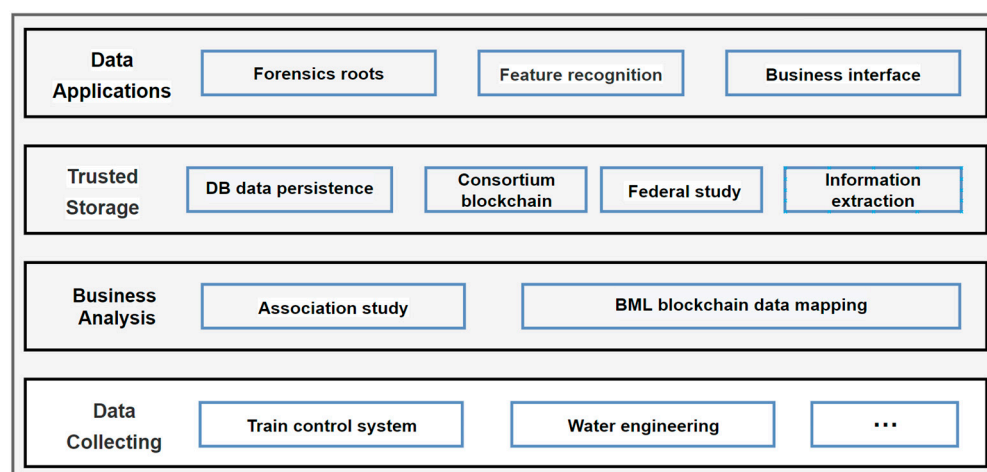 Data
Applications
Forensics roots
Feature recognition
Business interface
Trusted
Storage
DB data persistence
Consortium
blockchain
Federal study
Information
extraction
Business
Analysis
Association study
BML blockchain data mapping
Data
Collecting
Train control system
Water engineering
...